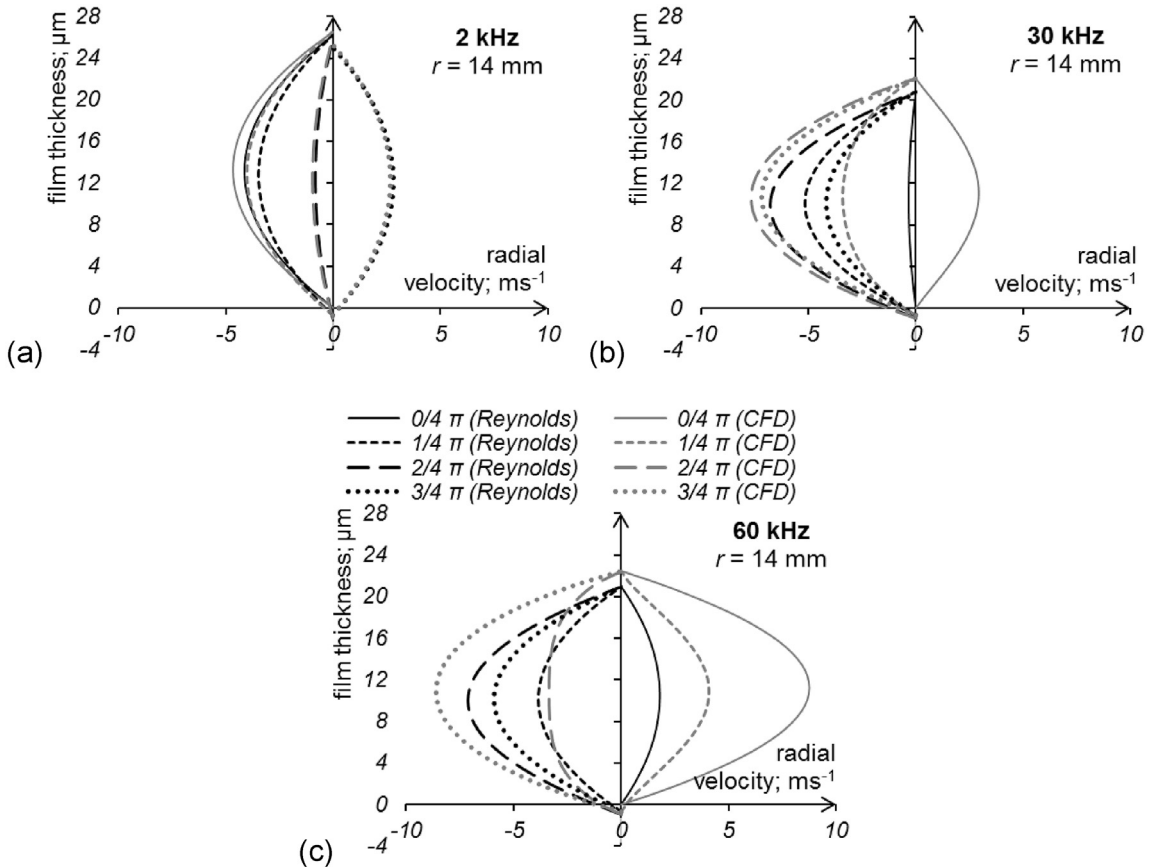 28
24
20
16
12
8
4
0
-4
film thickness; µm
2 kHz
r = 14 mm
radial
velocity; ms⁻¹
-10
-5
0
5
10
(a)
28
24
20
16
12
8
4
0
-4
film thickness; µm
30 kHz
r = 14 mm
radial
velocity; ms⁻¹
-10
-5
0
5
10
(b)
0/4 π (Reynolds)
1/4 π (Reynolds)
2/4 π (Reynolds)
3/4 π (Reynolds)
0/4 π (CFD)
1/4 π (CFD)
2/4 π (CFD)
3/4 π (CFD)
28
24
20
16
12
8
4
0
-4
film thickness; µm
60 kHz
r = 14 mm
radial
velocity; ms⁻¹
-10
-5
0
5
10
(c)